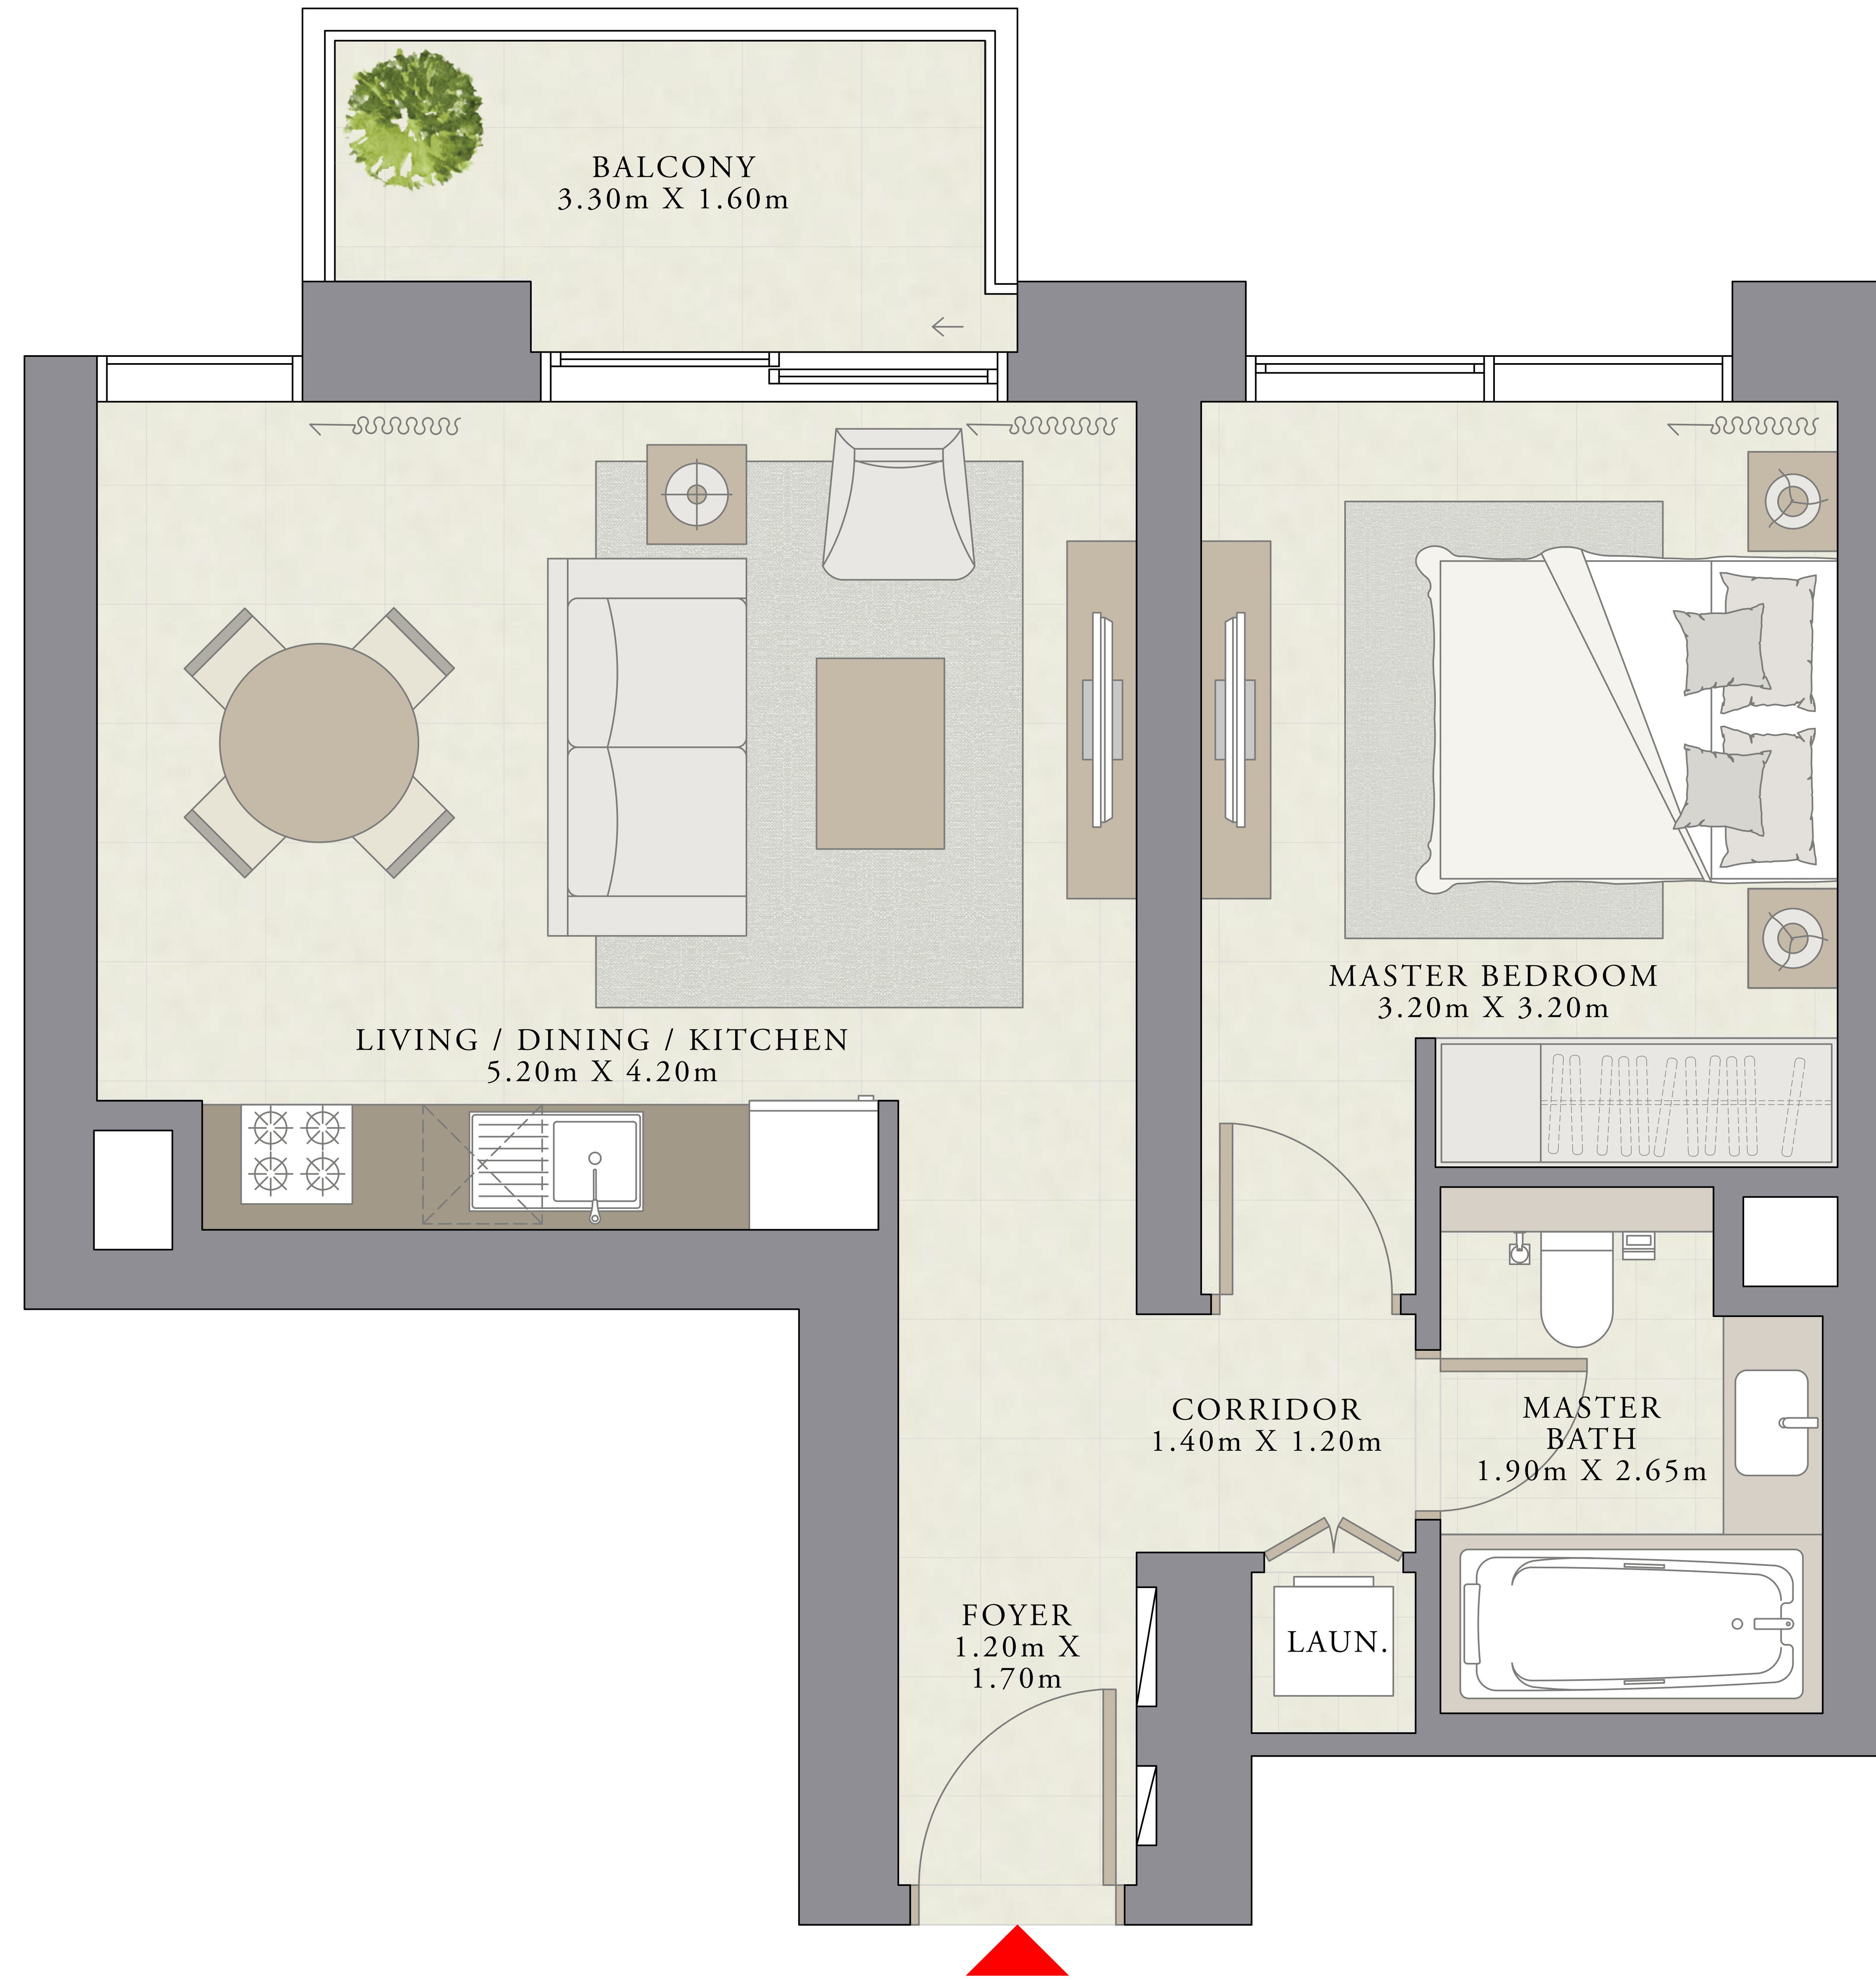 BALCONY
3.30m X 1.60m
LIVING / DINING / KITCHEN
5.20m X 4.20m
MASTER BEDROOM
3.20m X 3.20m
CORRIDOR
1.40m X 1.20m
MASTER
BATH
1.90m X 2.65m
FOYER
1.20m X
1.70m
LAUN.